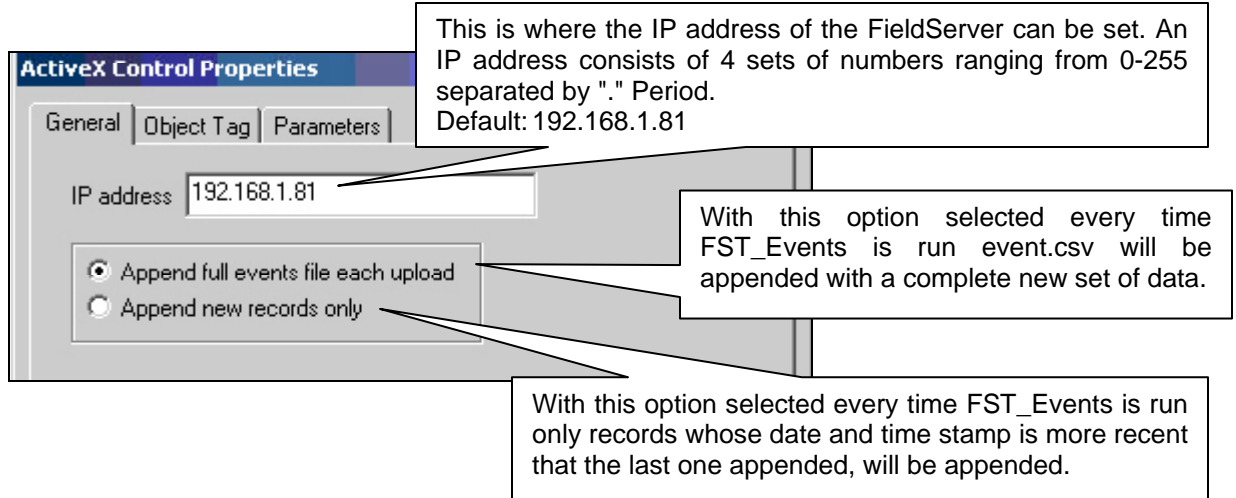 This is where the IP address of the FieldServer can be set. An
IP address consists of 4 sets of numbers ranging from 0-255
separated by "." Period.
Default: 192.168.1.81
ActiveX Control Properties
General Object Tag Parameters
IP address 192.168.1.81
With this option selected every time
FST_Events is run event.csv will be
appended with a complete new set of data.
Append full events file each upload
Append new records only
With this option selected every time FST_Events is run
only records whose date and time stamp is more recent
that the last one appended, will be appended.